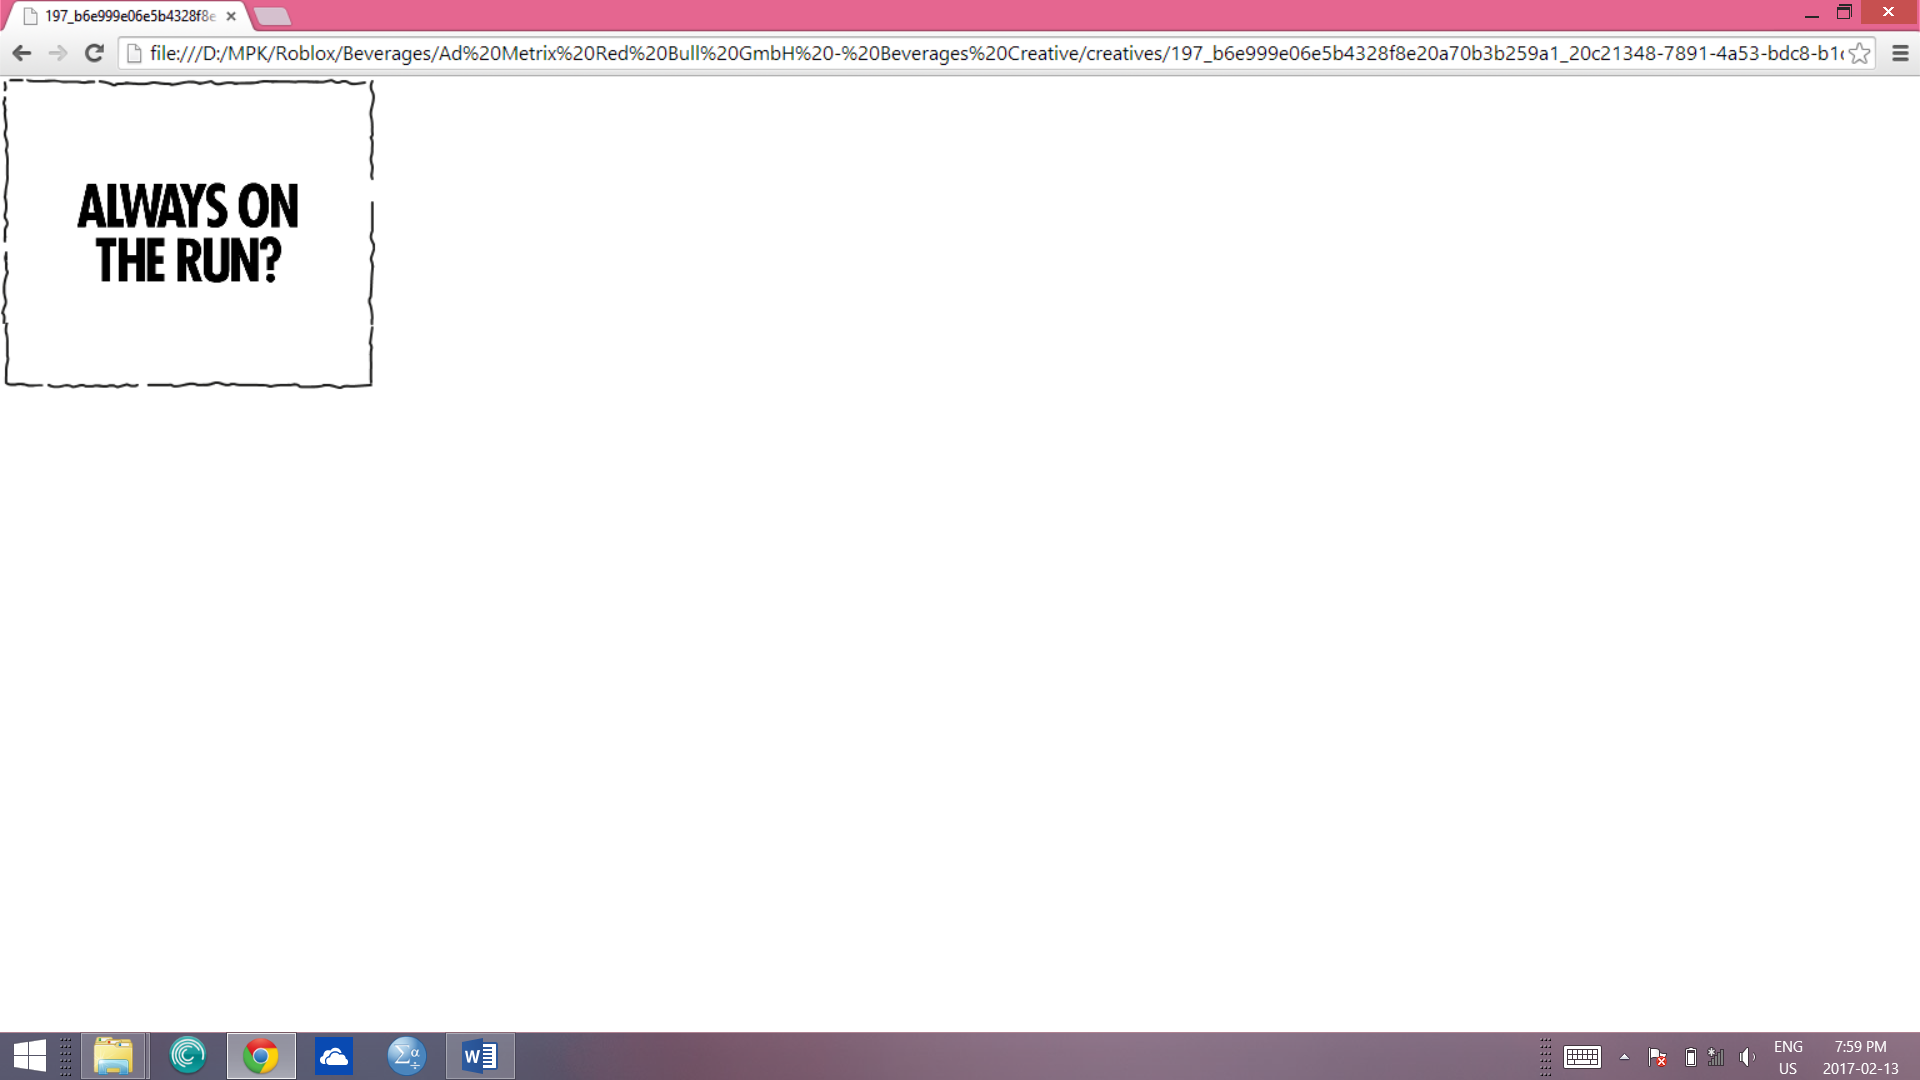 197_b6e999e06e5b4328f8e
file:///D:/MPK/Roblox/Beverages/Ad%20Metrix%20Red%20Bull%20GmbH%20-%20Beverages%20Creative/creatives/197_b6e999e06e5b4328f8e20a70b3b259a1_20c21348-7891-4a53-bdc8-b1
ALWAYS ON
THE RUN?
ENG 7:59 PM
US 2017-02-13